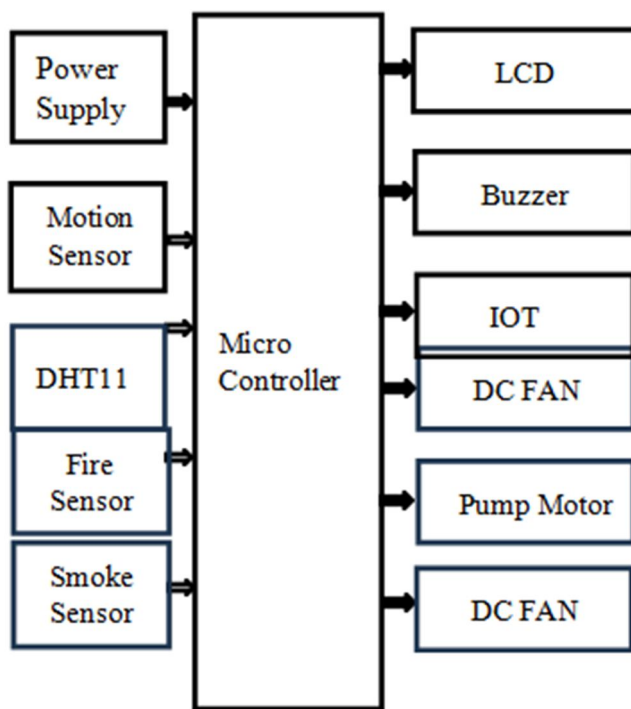 Power
Supply
Motion
Sensor
DHT11
Fire
Sensor
Smoke
Sensor
Micro
Controller
LCD
Buzzer
IOT
DC FAN
Pump Motor
DC FAN